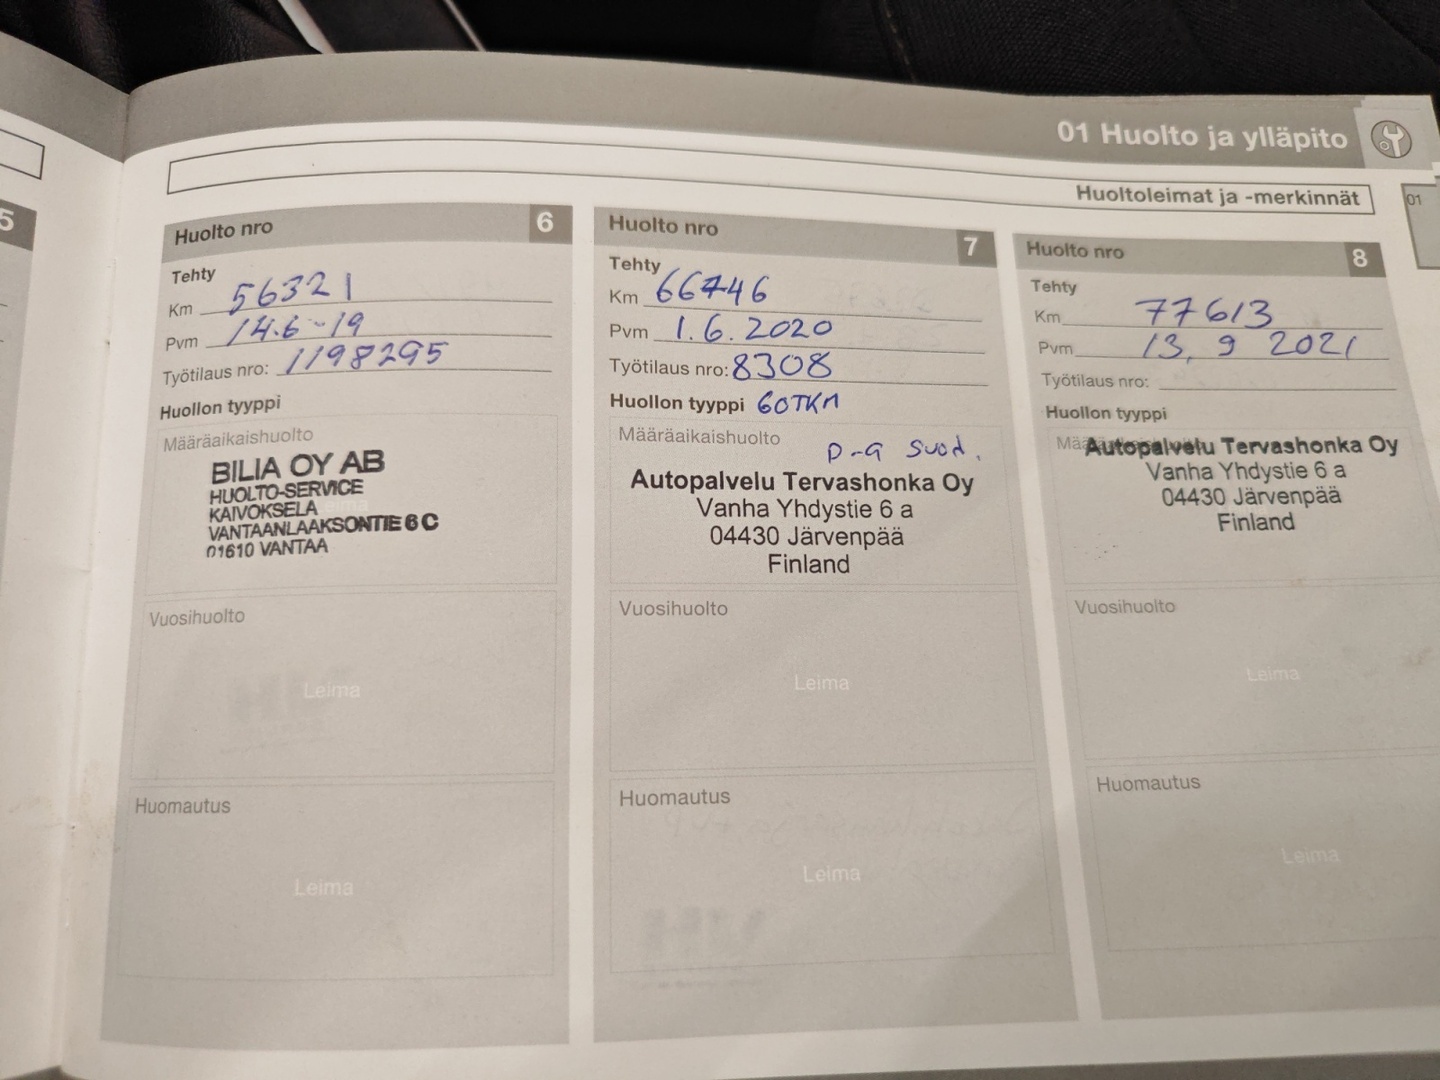 01 Huolto ja ylläpito
Huoltoleimat ja -merkinnät
01
5
Huolto nro 6
Tehty
Km 56321
Pvm 14.6-19
Työtilaus nro: 1198295
Huollon tyyppi
Määräaikaishuolto
BILIA OY AB
HUOLTO-SERVICE
KAIVOKSELA
VANTAANLAAKSONTIE 6 C
01610 VANTAA
Vuosihuolto
Leima
Huomautus
Leima
Huolto nro 7
Tehty
Km 66746
Pvm 1.6.2020
Työtilaus nro: 8308
Huollon tyyppi 60TKM
Määräaikaishuolto
P-a suod.
Autopalvelu Tervashonka Oy
Vanha Yhdystie 6 a
04430 Järvenpää
Finland
Vuosihuolto
Leima
Huomautus
Leima
Huolto nro 8
Tehty
Km 77613
Pvm 13.9 2021
Työtilaus nro:
Huollon tyyppi
Autopalvelu Tervashonka Oy
Vanha Yhdystie 6 a
04430 Järvenpää
Finland
Vuosihuolto
Leima
Huomautus
Leima